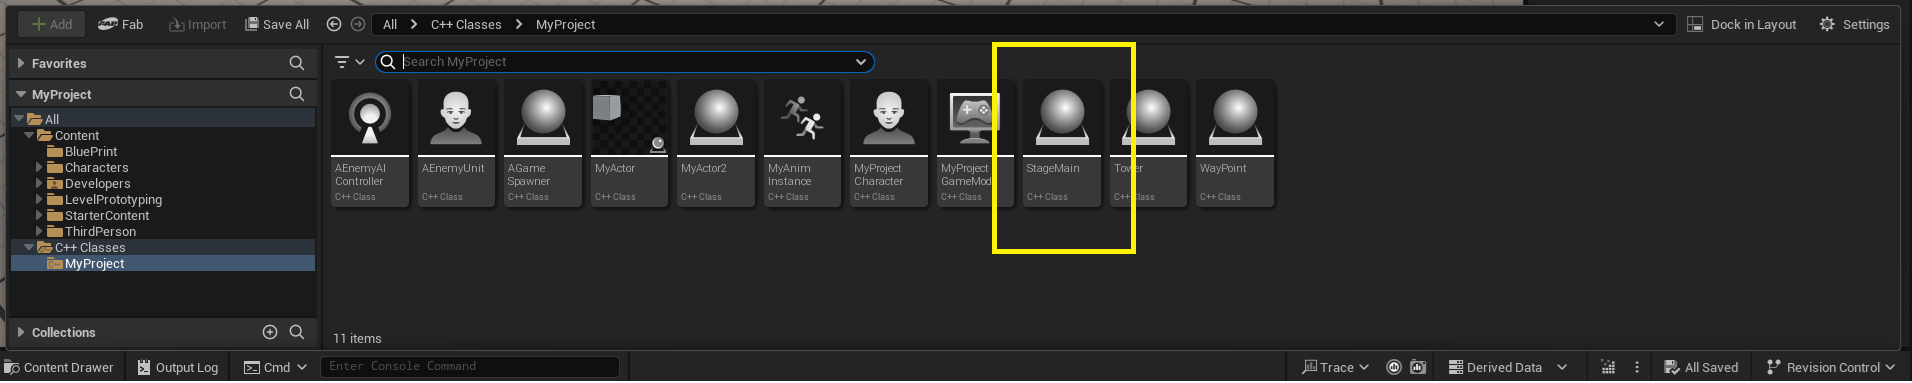 Add Fab Import Save All All C++ Classes MyProject Dock in Layout Settings
Favorites
Search MyProject
MyProject
All
Content
BluePrint
Characters
Developers
LevelPrototyping
StarterContent
ThirdPerson
C++ Classes
MyProject
Collections
AEnemyAI
Controller
C++ Class
AEnemyUnit
C++ Class
AGame
Spawner
C++ Class
MyActor
C++ Class
MyActor2
C++ Class
MyAnim
Instance
C++ Class
MyProject
Character
C++ Class
MyProject
GameMod
C++ Class
StageMain
C++ Class
Tower
C++ Class
WayPoint
C++ Class
11 items
Content Drawer Output Log Cmd Enter Console Command Trace Derived Data All Saved Revision Control